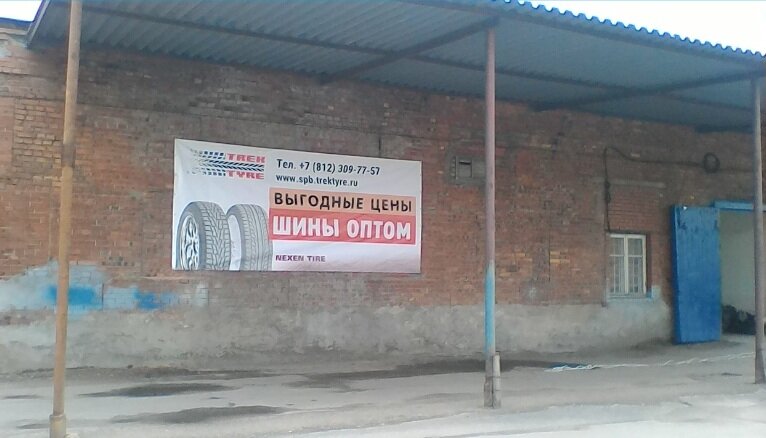 TREK
TYRE
Тел. +7 (812) 309-77-57
www.spb.trektyre.ru
ВЫГОДНЫЕ ЦЕНЫ
ШИНЫ ОПТОМ
NEXEN TIRE